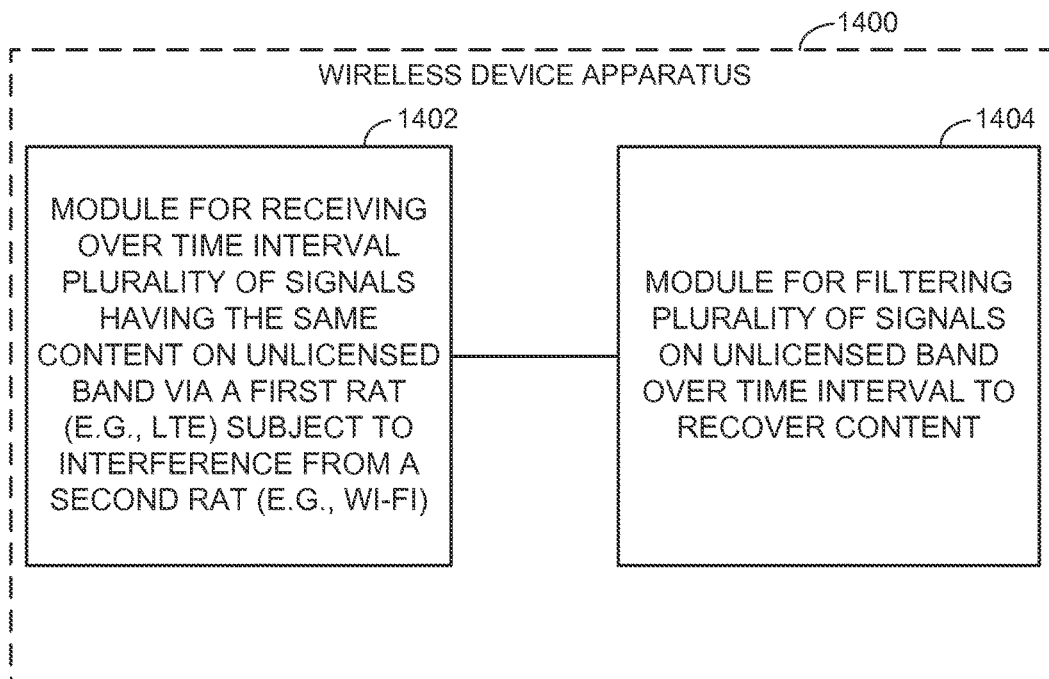 1400
WIRELESS DEVICE APPARATUS
1402
MODULE FOR RECEIVING
OVER TIME INTERVAL
PLURALITY OF SIGNALS
HAVING THE SAME
CONTENT ON UNLICENSED
BAND VIA A FIRST RAT
(E.G., LTE) SUBJECT TO
INTERFERENCE FROM A
SECOND RAT (E.G., WI-FI)
1404
MODULE FOR FILTERING
PLURALITY OF SIGNALS
ON UNLICENSED BAND
OVER TIME INTERVAL TO
RECOVER CONTENT